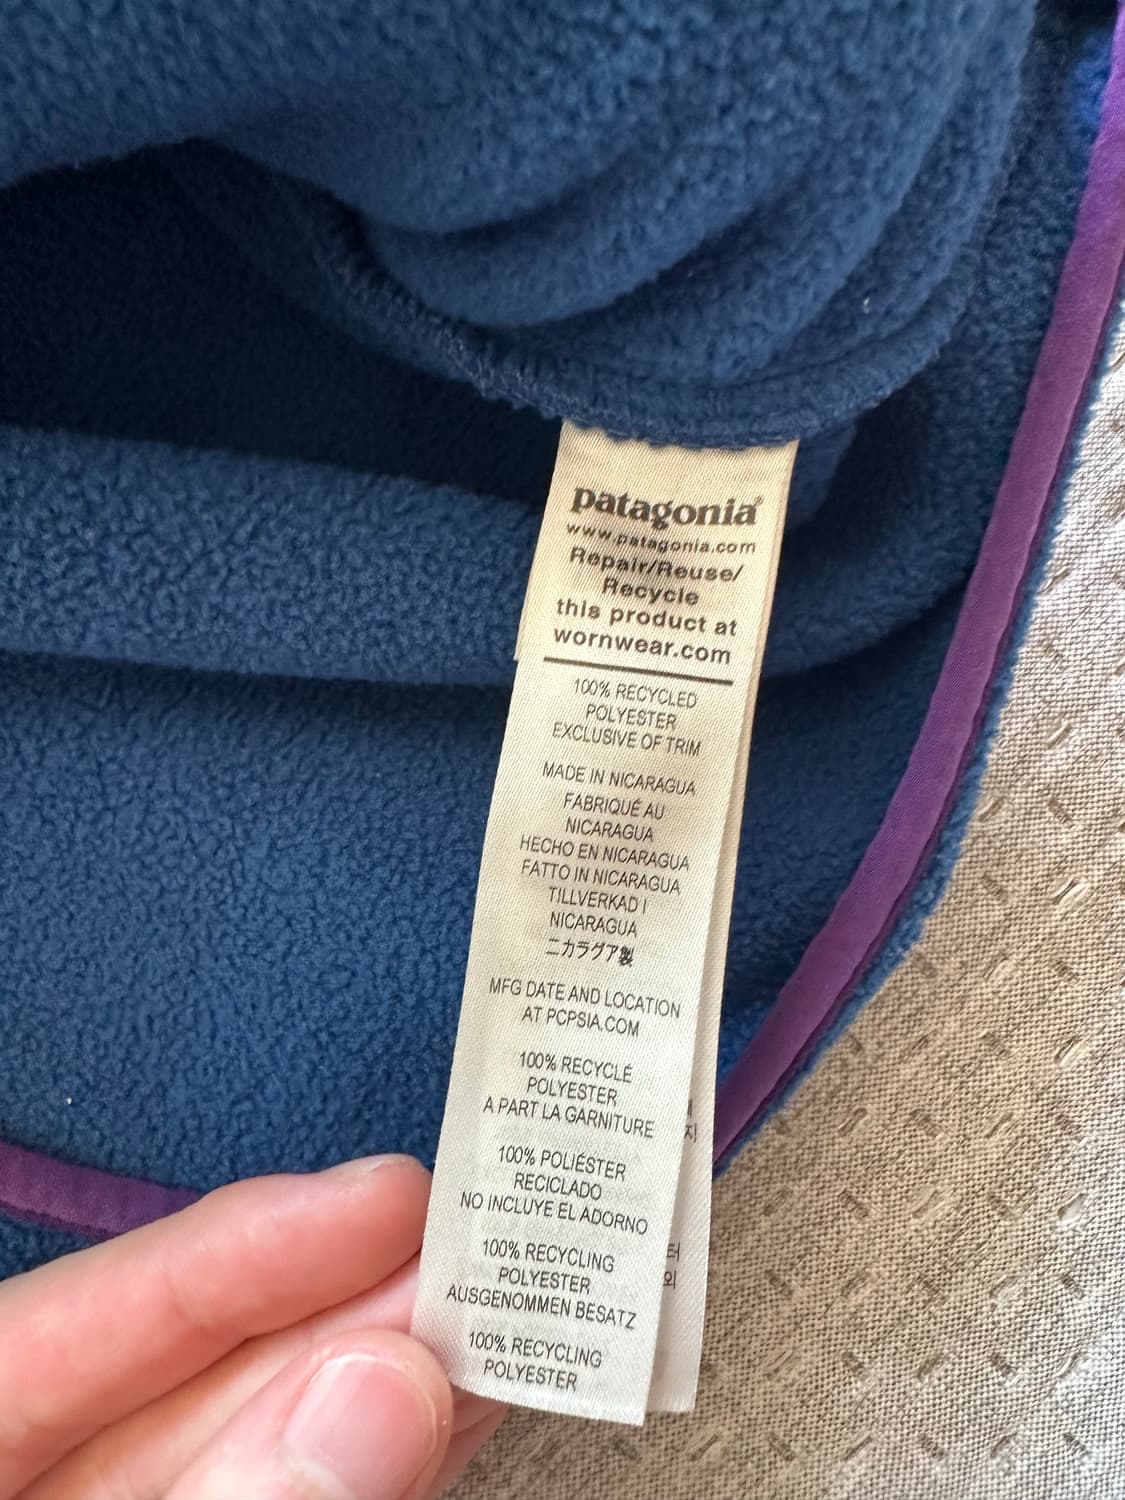 patagonia®
www.patagonia.com
Repair/Reuse/
Recycle
this product at
wornwear.com
100% RECYCLED
POLYESTER
EXCLUSIVE OF TRIM
MADE IN NICARAGUA
FABRIQUÉ AU
NICARAGUA
HECHO EN NICARAGUA
FATTO IN NICARAGUA
TILLVERKAD I
NICARAGUA
ニカラグア製
MFG DATE AND LOCATION
AT PCPSIA.COM
100% RECYCLÉ
POLYESTER
A PART LA GARNITURE
100% POLIÉSTER
RECICLADO
NO INCLUYE EL ADORNO
100% RECYCLING
POLYESTER
AUSGENOMMEN BESATZ
100% RECYCLING
POLYESTER